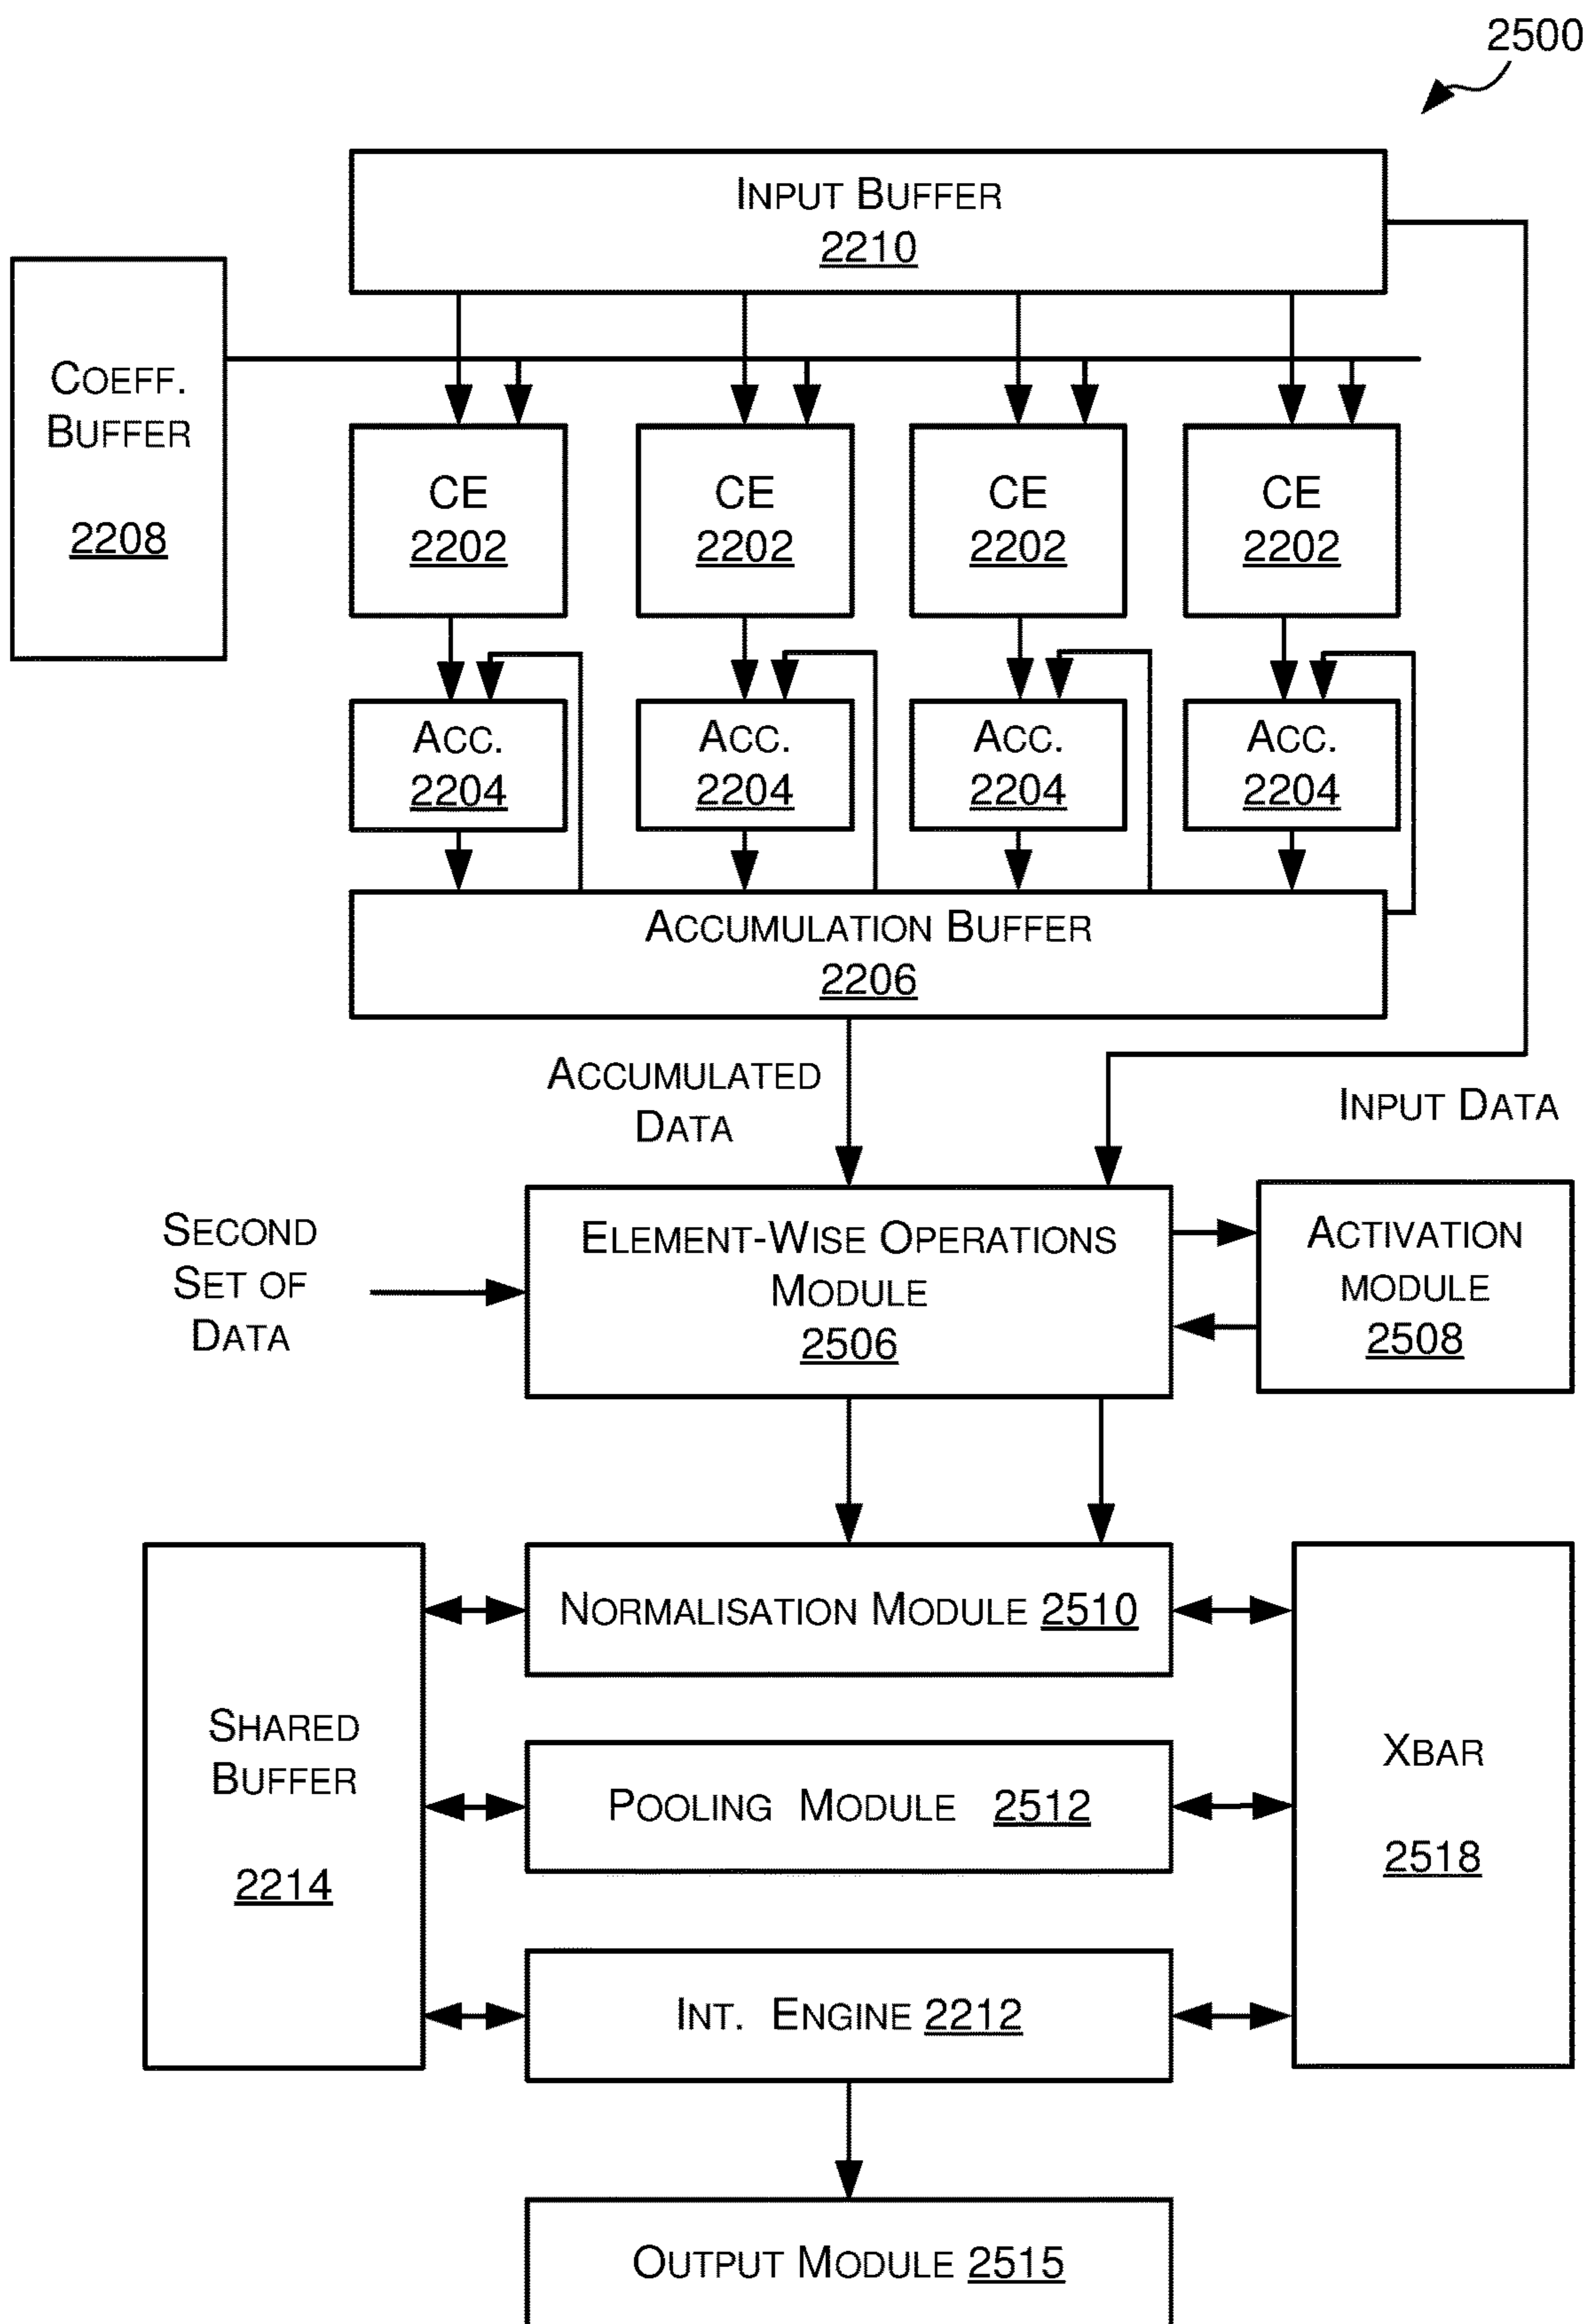 2500
INPUT BUFFER
2210
COEFF.
BUFFER
2208
CE
2202
CE
2202
CE
2202
CE
2202
ACC.
2204
ACC.
2204
ACC.
2204
ACC.
2204
ACCUMULATION BUFFER
2206
ACCUMULATED
DATA
INPUT DATA
SECOND
SET OF
DATA
ELEMENT-WISE OPERATIONS
MODULE
2506
ACTIVATION
MODULE
2508
NORMALISATION MODULE 2510
SHARED
BUFFER
2214
POOLING MODULE 2512
XBAR
2518
INT. ENGINE 2212
OUTPUT MODULE 2515